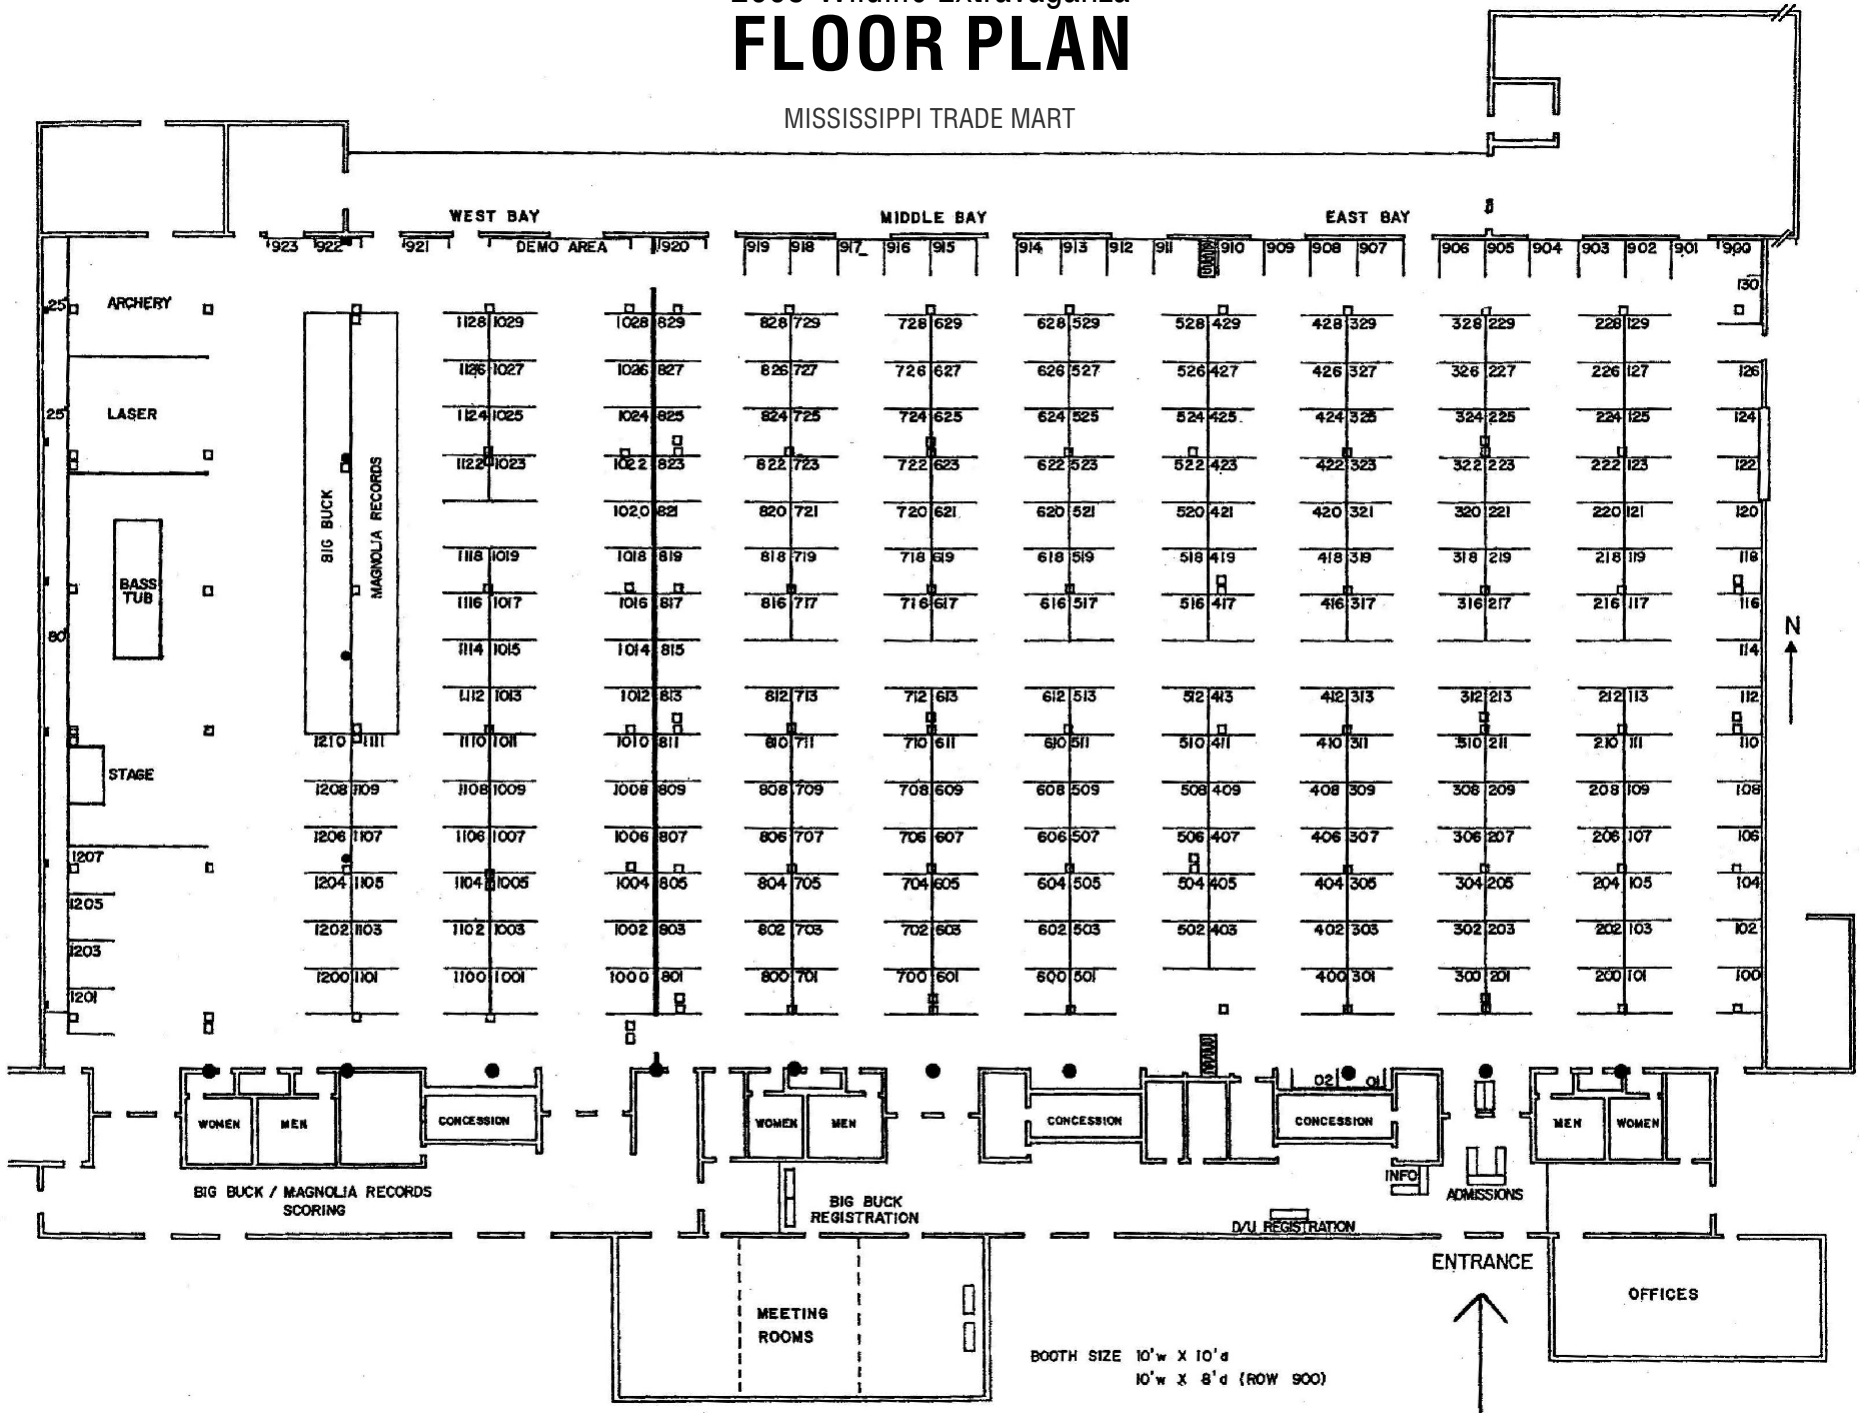 Wildlife Extravaganza
FLOOR PLAN
MISSISSIPPI TRADE MART
WEST BAY MIDDLE BAY EAST BAY
923 922 921 DEMO AREA 920 919 918 917 916 915 914 913 912 911 910 909 908 907 906 905 904 903 902 901 900
130
25' ARCHERY
1128 1029 1028 829 828 729 728 629 628 529 528 429 428 329 328 229 228 129
1126 1027 1026 827 826 727 726 627 626 527 526 427 426 327 326 227 226 127 126
25' LASER
1124 1025 1024 825 824 725 724 625 624 525 524 425 424 325 324 225 224 125 124
1122 1023 1022 823 822 723 722 623 622 523 522 423 422 323 322 223 222 123 122
BIG BUCK
MAGNOLIA RECORDS
1020 821 820 721 720 621 620 521 520 421 420 321 320 221 220 121 120
1118 1019 1018 819 818 719 718 619 618 519 518 419 418 319 318 219 218 119 118
BASS
TUB
1116 1017 1016 817 816 717 716 617 616 517 516 417 416 317 316 217 216 117 116
80'
N
1114 1015 1014 815 114
1112 1013 1012 813 812 713 712 613 612 513 512 413 412 313 312 213 212 113 112
1210 1111 1110 1011 1010 811 810 711 710 611 610 511 510 411 410 311 310 211 210 111 110
STAGE
1208 1109 1108 1009 1008 809 808 709 708 609 608 509 508 409 408 309 308 209 208 109 108
1206 1107 1106 1007 1006 807 806 707 706 607 606 507 506 407 406 307 306 207 206 107 106
1207
1204 1105 1104 1005 1004 805 804 705 704 605 604 505 504 405 404 305 304 205 204 105 104
1205
1202 1103 1102 1003 1002 803 802 703 702 603 602 503 502 403 402 303 302 203 202 103 102
1203
1200 1101 1100 1001 1000 801 800 701 700 601 600 501 400 301 300 201 200 101 100
1201
02 01
WOMEN MEN CONCESSION WOMEN MEN CONCESSION CONCESSION MEN WOMEN
INFO
BIG BUCK / MAGNOLIA RECORDS
SCORING
BIG BUCK
REGISTRATION
ADMISSIONS
D/U REGISTRATION
ENTRANCE
OFFICES
MEETING
ROOMS
BOOTH SIZE 10'w X 10'd
10'w X 8'd (ROW 900)